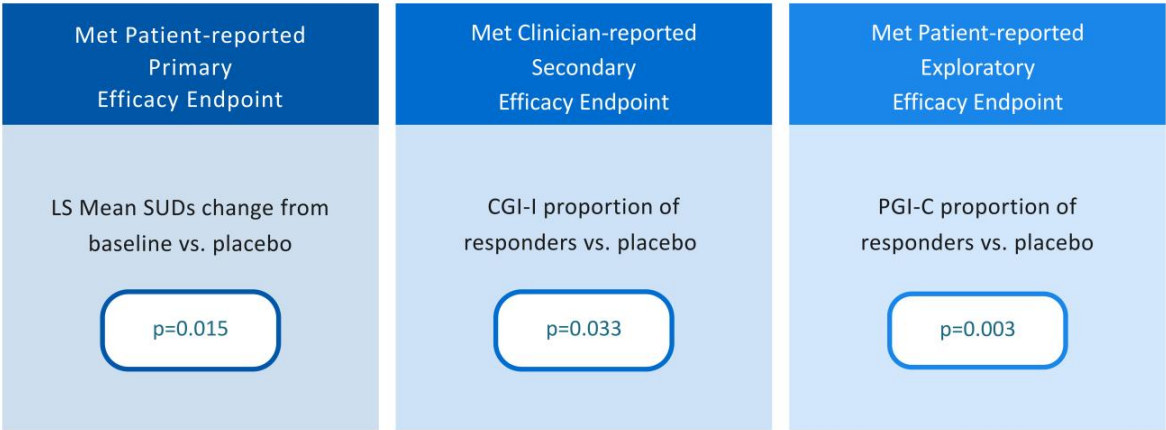 Met Patient-reported
Primary
Efficacy Endpoint
LS Mean SUDs change from
baseline vs. placebo
p=0.015
Met Clinician-reported
Secondary
Efficacy Endpoint
CGI-I proportion of
responders vs. placebo
p=0.033
Met Patient-reported
Exploratory
Efficacy Endpoint
PGI-C proportion of
responders vs. placebo
p=0.003